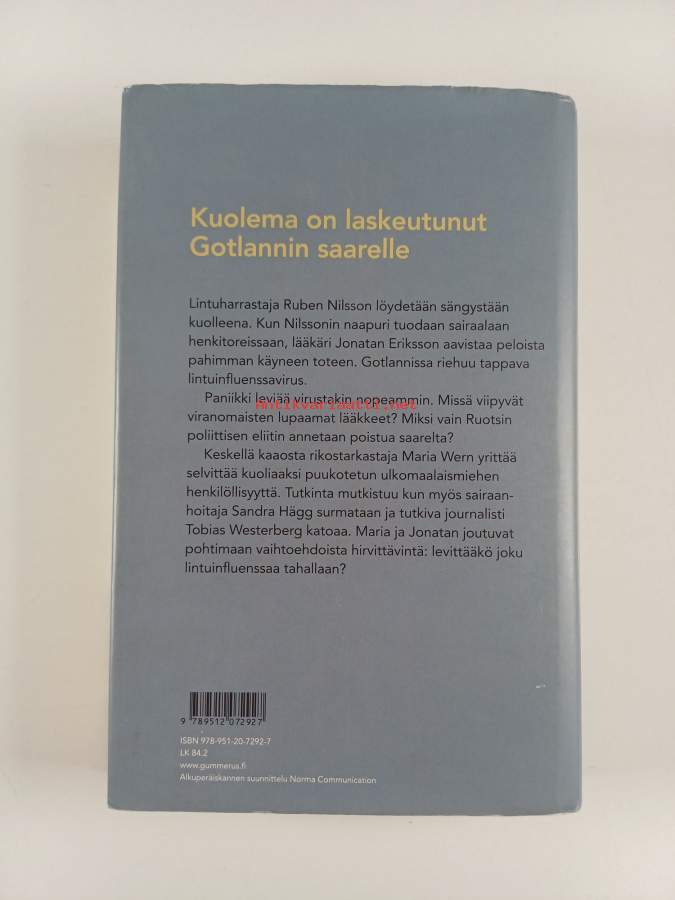 Kuolema on laskeutunut
Gotlannin saarelle
Lintuharrastaja Ruben Nilsson löydetään sängystään
kuolleena. Kun Nilssonin naapuri tuodaan sairaalaan
henkitoreissaan, lääkäri Jonatan Eriksson aavistaa peloista
pahimman käyneen toteen. Gotlannissa riehuu tappava
lintuinfluenssavirus.
Paniikki leviää virustakin nopeammin. Missä viipyvät
Antikvariaatti.net
viranomaisten lupaamat lääkkeet? Miksi vain Ruotsin
poliittisen eliitin annetaan poistua saarelta?
Keskellä kaaosta rikostarkastaja Maria Wern yrittää
selvittää kuoliaaksi puukotetun ulkomaalaismiehen
henkilöllisyyttä. Tutkinta mutkistuu kun myös sairaan-
hoitaja Sandra Hägg surmataan ja tutkiva journalisti
Tobias Westerberg katoaa. Maria ja Jonatan joutuvat
pohtimaan vaihtoehdoista hirvittävintä: levittääkö joku
lintuinfluenssaa tahallaan?
9 789512 072927
ISBN 978-951-20-7292-7
LK 84.2
www.gummerus.fi
Alkuperäiskannen suunnittelu Norma Communication